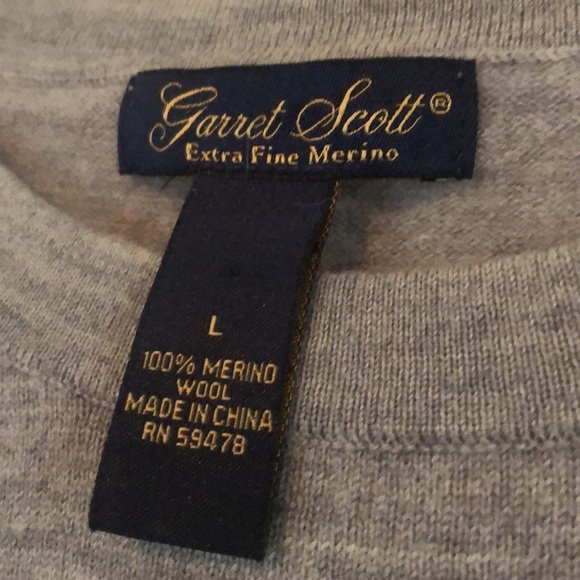 Garret Scott®
Extra Fine Merino
L
100% MERINO
WOOL
MADE IN CHINA
RN 59478